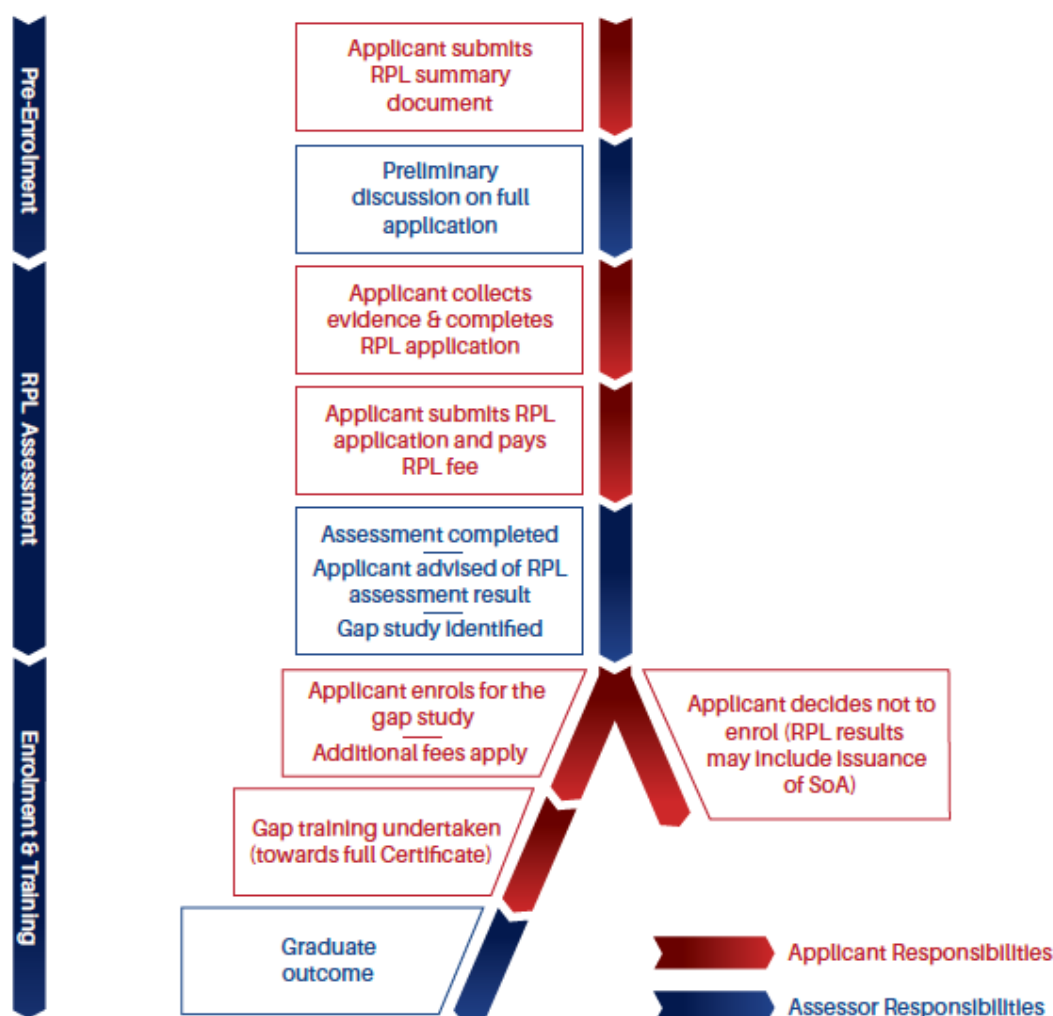 Pre-Enrolment
Applicant submits
RPL summary
document
Preliminary
discussion on full
application
RPL Assessment
Applicant collects
evidence & completes
RPL application
Applicant submits RPL
application and pays
RPL fee
Assessment completed
Applicant advised of RPL
assessment result
Gap study identified
Enrolment & Training
Applicant enrols for the
gap study
Additional fees apply
Applicant decides not to
enrol (RPL results
may include issuance
of SoA)
Gap training undertaken
(towards full Certificate)
Graduate
outcome
Applicant Responsibilities
Assessor Responsibilities